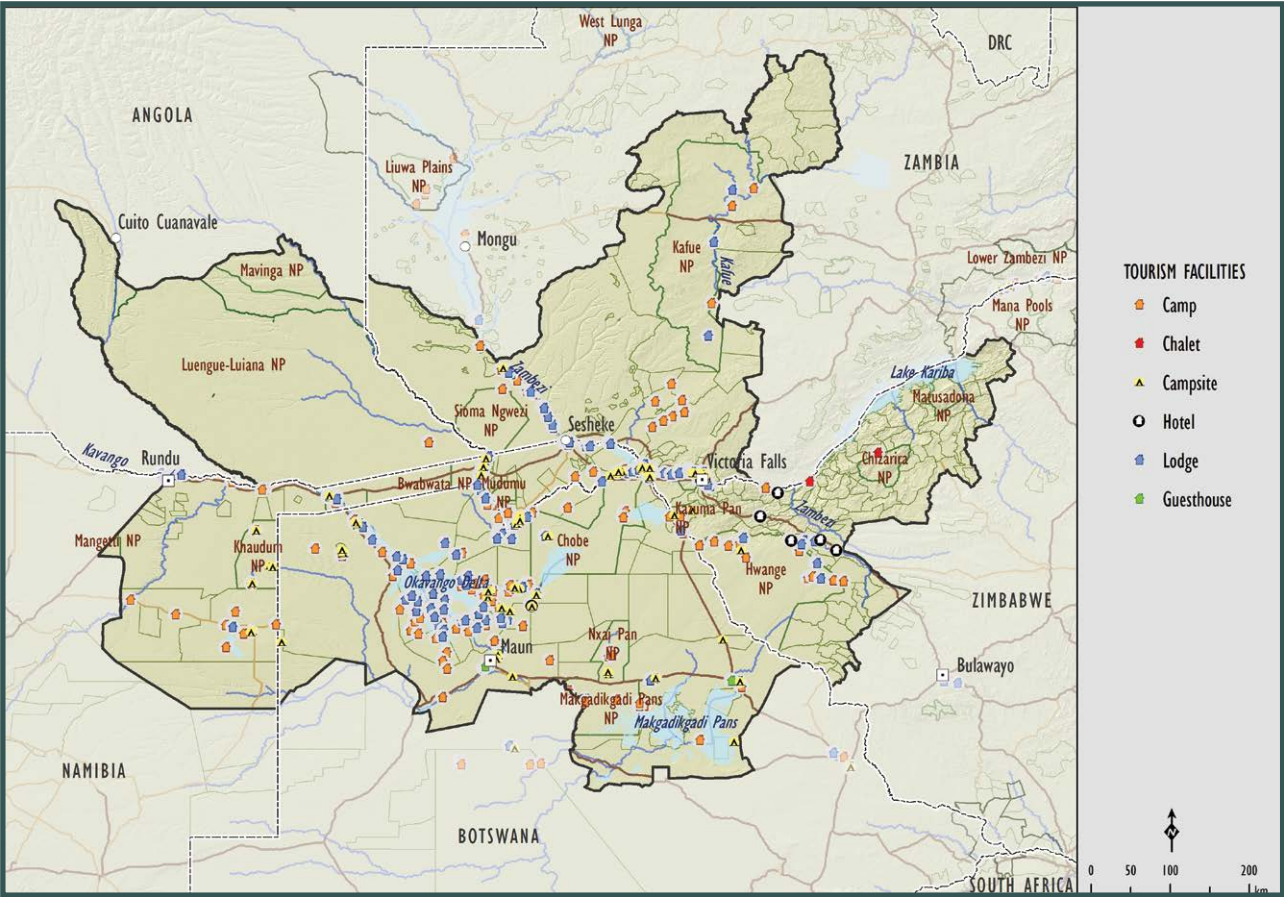 West Lunga
NP
DRC
ANGOLA
Liuwa Plains
NP
ZAMBIA
Cuito Cuanavale
Mongu
Kafue
NP
Kafue
Lower Zambezi NP
Mavinga NP
Mana Pools
NP
Luengue-Luiana NP
Zambezi
Lake Kariba
Matusadona
NP
Sioma Ngwezi
NP
Sesheke
Kavango
Rundu
Victoria Falls
Chizarira
NP
Bwabwata NP
Mudumu
NP
Kazuma Pan
NP
Zambezi
Mangetti NP
Khaudum
NP
Chobe
NP
Hwange
NP
Okavango Delta
ZIMBABWE
Nxai Pan
NP
Maun
Bulawayo
Makgadikgadi Pans
NP
Makgadikgadi Pans
NAMIBIA
BOTSWANA
SOUTH AFRICA
TOURISM FACILITIES
Camp
Chalet
Campsite
Hotel
Lodge
Guesthouse
N
0 50 100 200
km